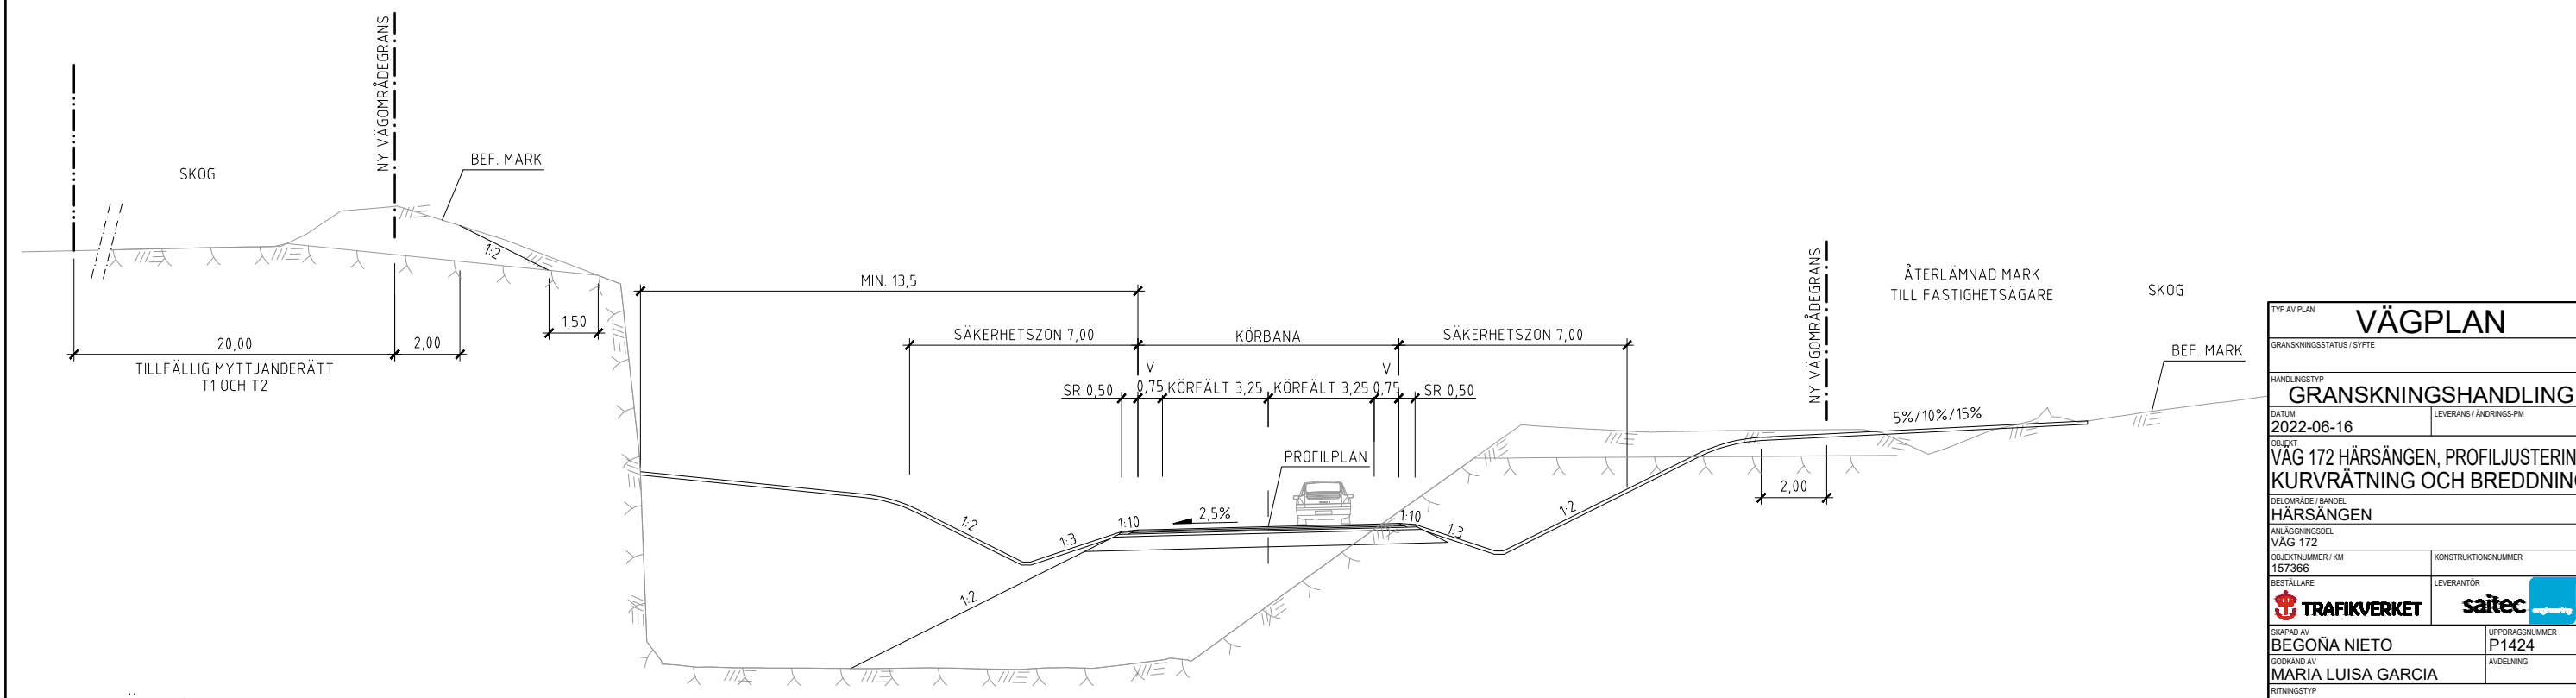 NY VÄGOMRÅDEGRANS
SKOG
BEF. MARK
1:2
20,00
2,00
1,50
TILLFÄLLIG MYTTJANDERÄTT
T1 OCH T2
MIN. 13,5
SÄKERHETSZON 7,00
KÖRBANA
SÄKERHETSZON 7,00
V
V
SR 0,50
0,75
KÖRFÄLT 3,25
KÖRFÄLT 3,25
0,75
SR 0,50
PROFILPLAN
2,5%
1:10
1:10
1:2
1:3
1:3
1:2
1:2
NY VÄGOMRÅDEGRANS
2,00
ÅTERLÄMNAD MARK
TILL FASTIGHETSÄGARE
SKOG
5%/10%/15%
BEF. MARK
TYP AV PLAN
VÄGPLAN
GRANSKNINGSSTATUS / SYFTE
HANDLINGSTYP
GRANSKNINGSHANDLING
DATUM
2022-06-16
LEVERANS / ÄNDRINGS-PM
OBJEKT
VÄG 172 HÄRSÄNGEN, PROFILJUSTERIN
KURVRÄTNING OCH BREDDNIN
DELOMRÅDE / BANDEL
HÄRSÄNGEN
ANLÄGGNINGSDEL
VÄG 172
OBJEKTNUMMER / KM
157366
KONSTRUKTIONSNUMMER
BESTÄLLARE
TRAFIKVERKET
LEVERANTÖR
saitec
engineering
SKAPAD AV
BEGOÑA NIETO
UPPDRAGSNUMMER
P1424
GODKÄND AV
MARIA LUISA GARCIA
AVDELNING
RITNINGSTYP